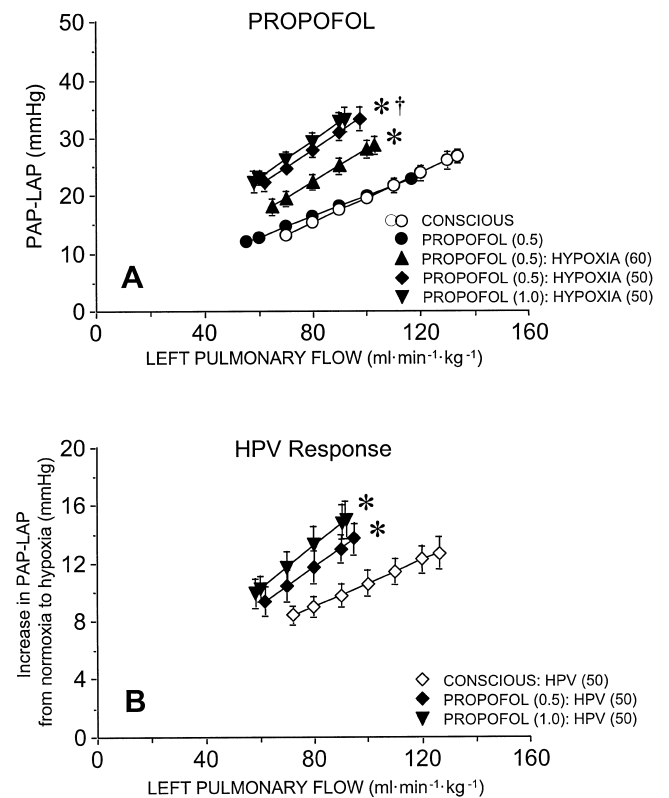 PROPOFOL
50
40
30
20
10
0
PAP-LAP (mmHg)
* †
*
CONSCIOUS
PROPOFOL (0.5)
PROPOFOL (0.5): HYPOXIA (60)
PROPOFOL (0.5): HYPOXIA (50)
PROPOFOL (1.0): HYPOXIA (50)
A
0 40 80 120 160
LEFT PULMONARY FLOW (ml·min⁻¹·kg⁻¹)
HPV Response
20
16
12
8
4
0
Increase in PAP-LAP
from normoxia to hypoxia (mmHg)
*
*
CONSCIOUS: HPV (50)
PROPOFOL (0.5): HPV (50)
PROPOFOL (1.0): HPV (50)
B
0 40 80 120 160
LEFT PULMONARY FLOW (ml·min⁻¹·kg⁻¹)